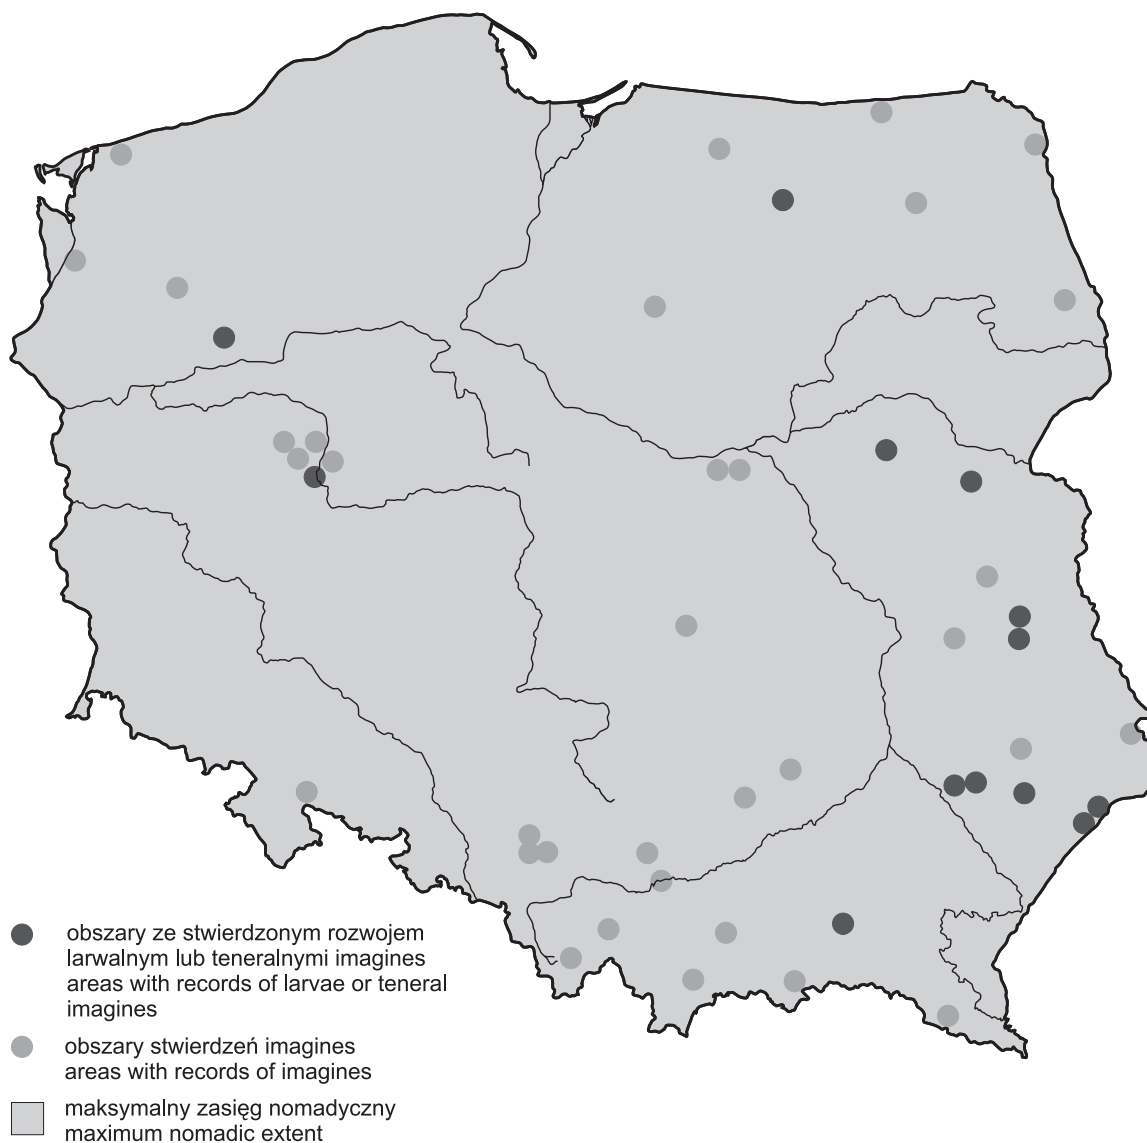 obszary ze stwierdzonym rozwojem
larwalnym lub teneralnymi imagines
areas with records of larvae or teneral
imagines
obszary stwierdzeń imagines
areas with records of imagines
maksymalny zasięg nomadyczny
maximum nomadic extent